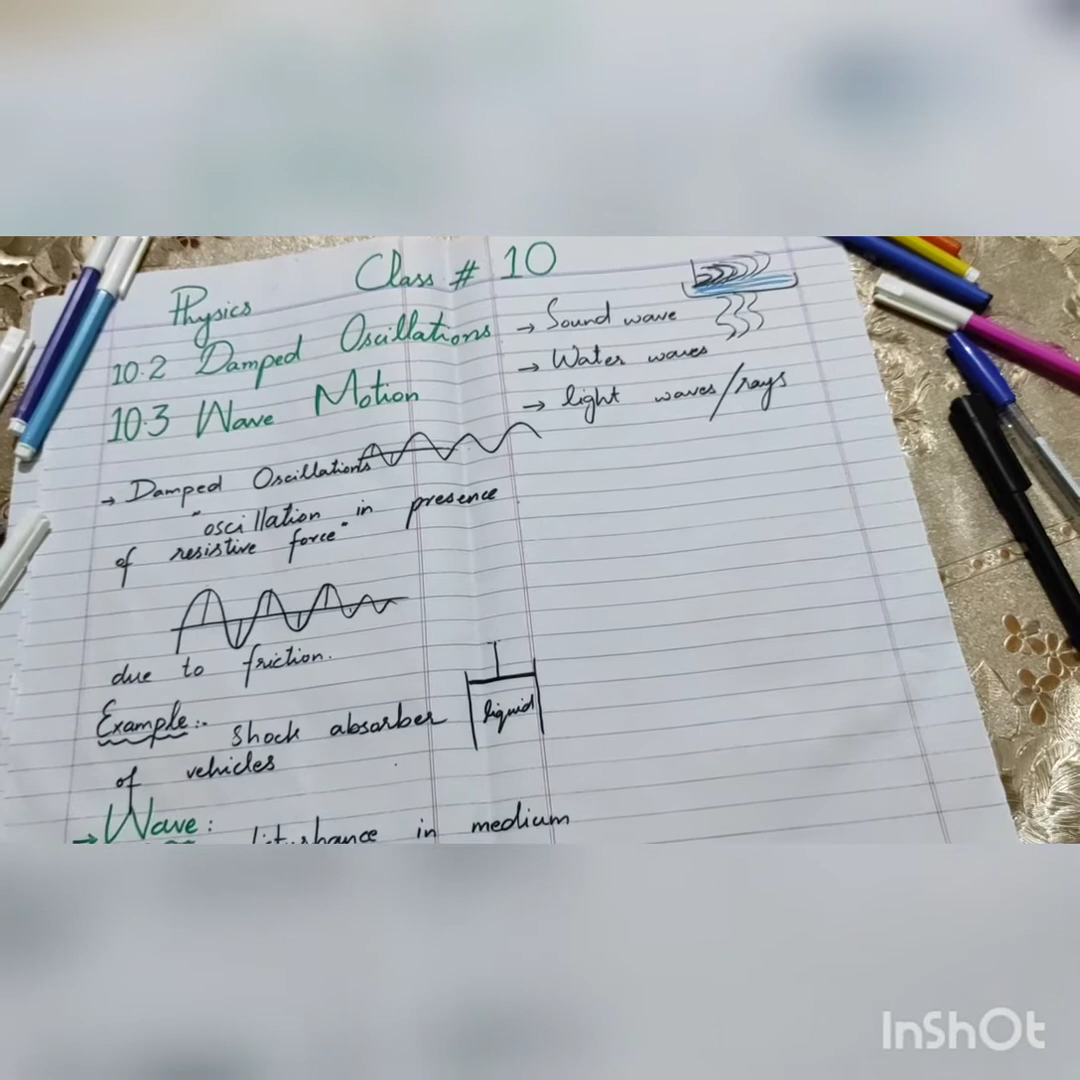 Class # 10
Physics
10.2 Damped Oscillations
10.3 Wave Motion
→ Sound wave
→ Water waves
→ light waves/rays
→ Damped Oscillations
"oscillation in presence
of resistive force"
due to friction.
Example:.
Shock absorber
of vehicles
liquid
→ Wave:
disturbance in medium
InShOt